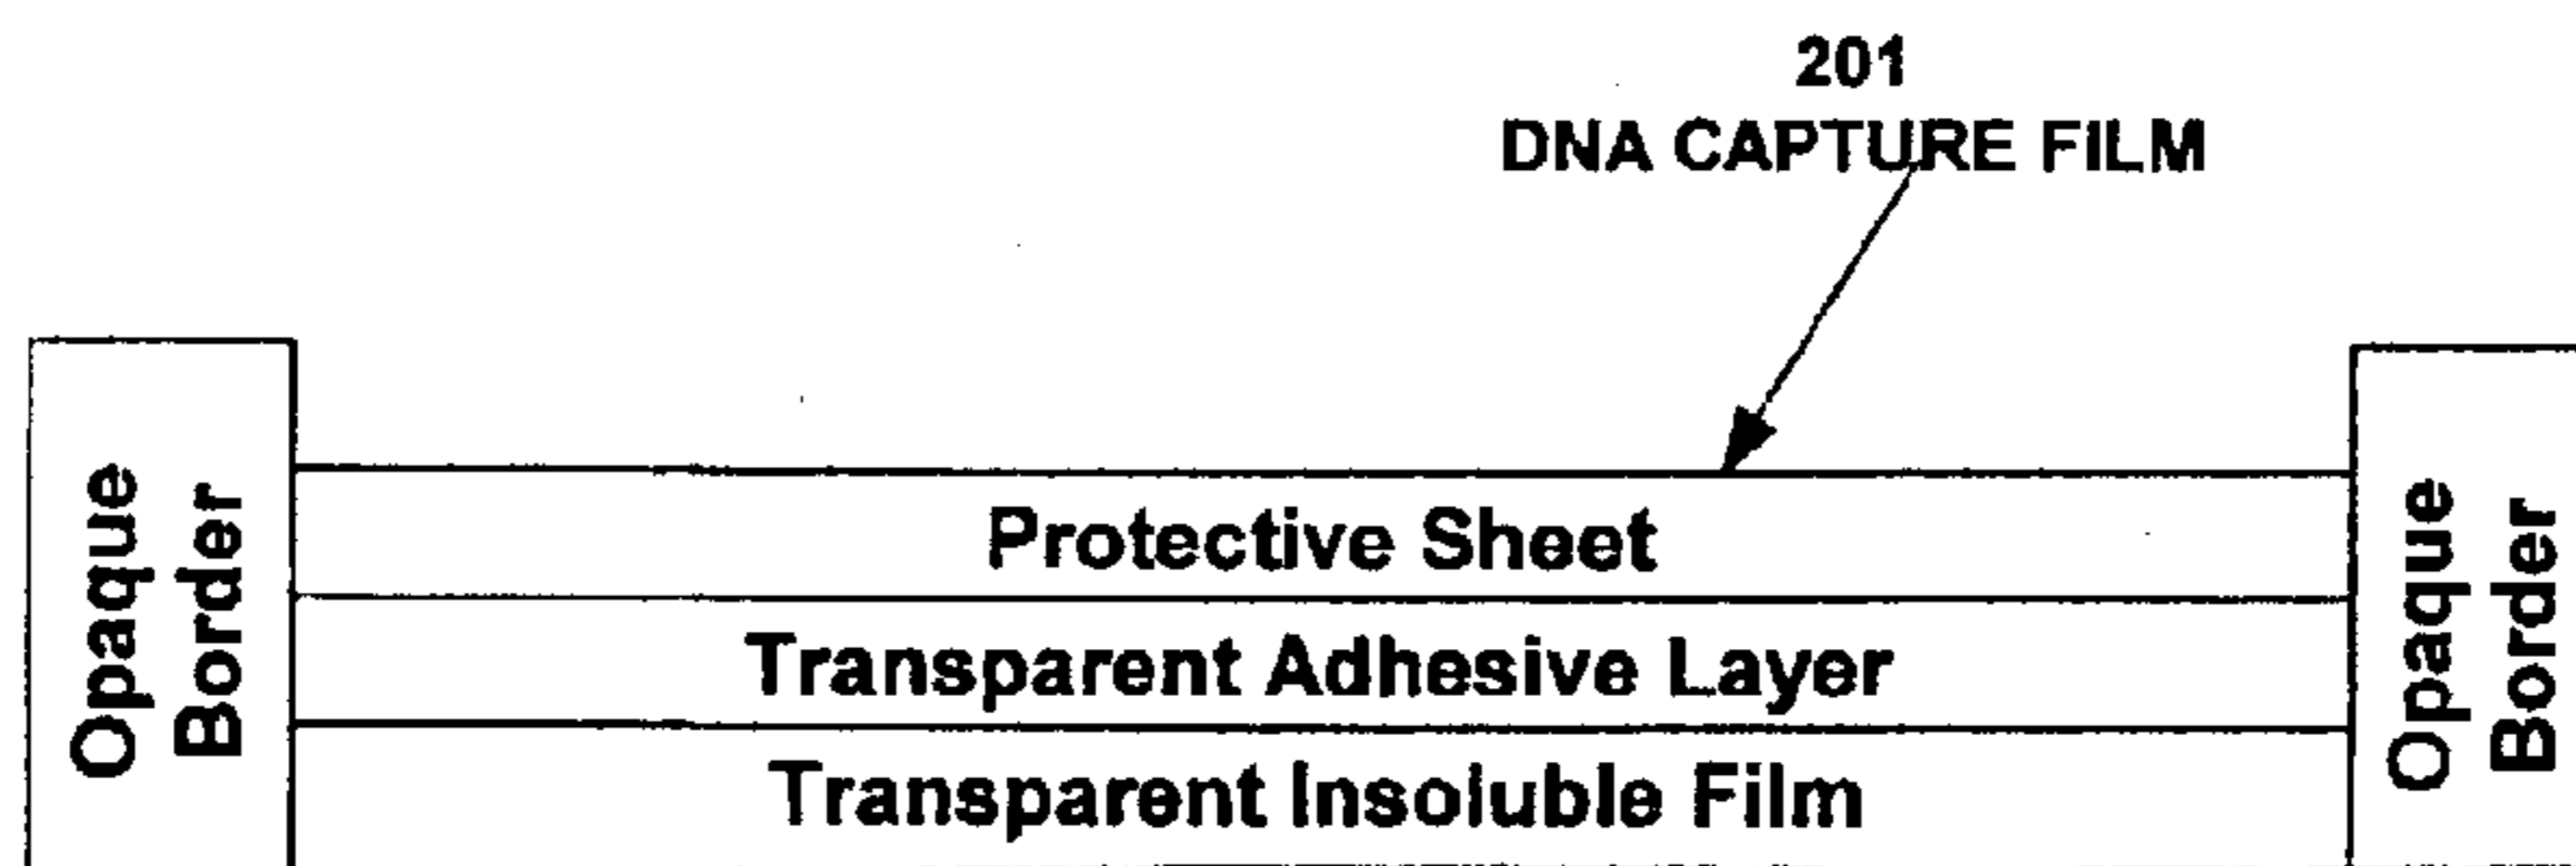 201
DNA CAPTURE FILM
Opaque
Border
Protective Sheet
Transparent Adhesive Layer
Transparent Insoluble Film
Opaque
Border